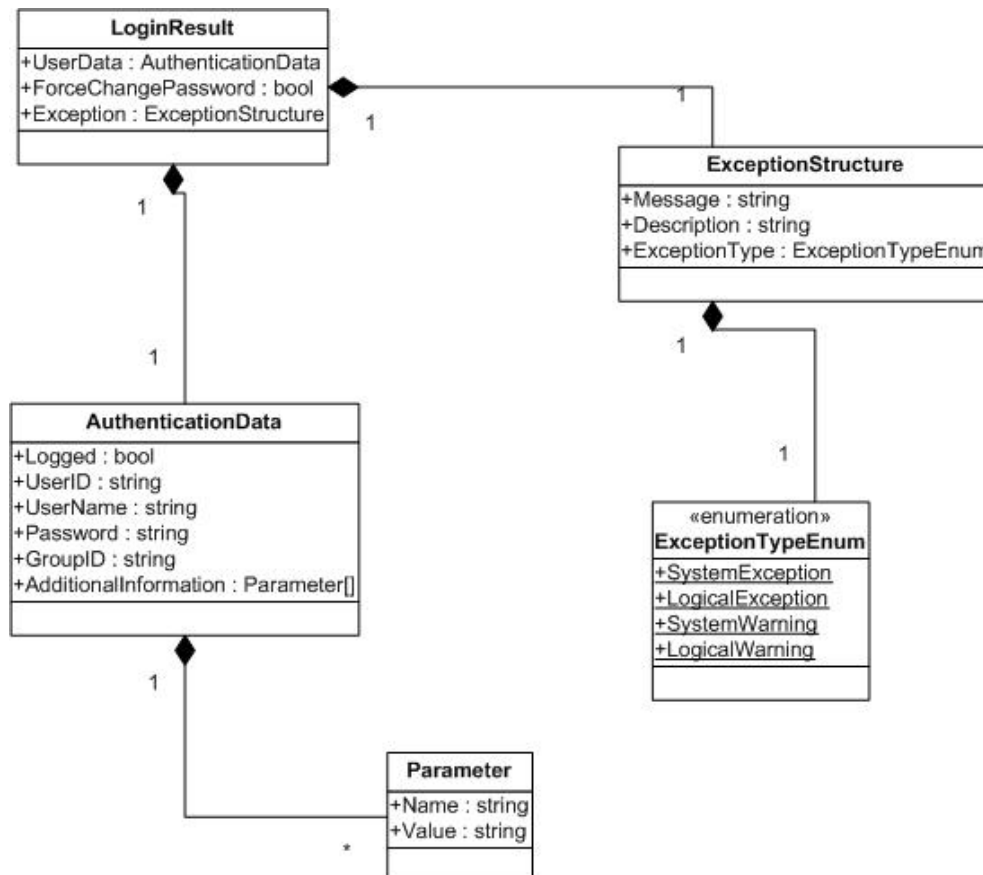 LoginResult
+UserData : AuthenticationData
+ForceChangePassword : bool
+Exception : ExceptionStructure
1
1
1
1
ExceptionStructure
+Message : string
+Description : string
+ExceptionType : ExceptionTypeEnum
1
1
AuthenticationData
+Logged : bool
+UserID : string
+UserName : string
+Password : string
+GroupID : string
+AdditionalInformation : Parameter[]
«enumeration»
ExceptionTypeEnum
+SystemException
+LogicalException
+SystemWarning
+LogicalWarning
1
*
Parameter
+Name : string
+Value : string